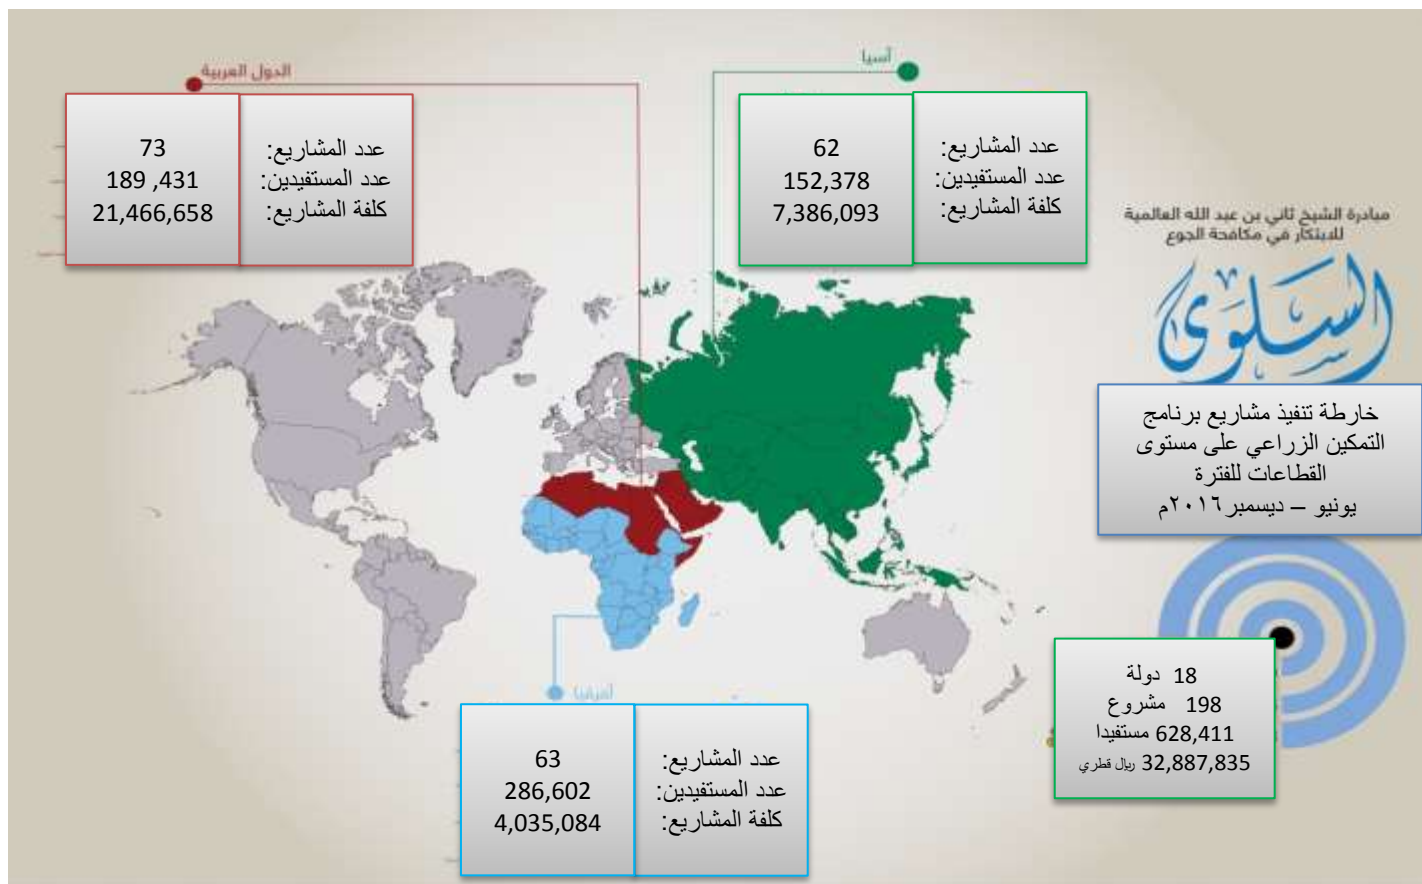 آسيا
الدول العربية
عدد المشاريع: 62
عدد المستفيدين: 152,378
كلفة المشاريع: 7,386,093
عدد المشاريع: 73
عدد المستفيدين: 189 ,431
كلفة المشاريع: 21,466,658
مبادرة الشيخ ثاني بن عبد الله العالمية
للابتكار في مكافحة الجوع
السلوى
خارطة تنفيذ مشاريع برنامج
التمكين الزراعي على مستوى
القطاعات للفترة
يونيو – ديسمبر ٢٠١٦م
18 دولة
198 مشروع
628,411 مستفيدا
32,887,835 ريال قطري
أفريقيا
عدد المشاريع: 63
عدد المستفيدين: 286,602
كلفة المشاريع: 4,035,084